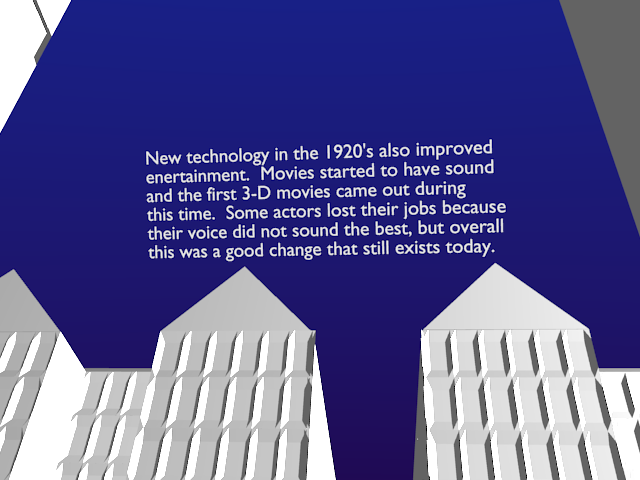 New technology in the 1920's also improved
enertainment.  Movies started to have sound
and the first 3-D movies came out during
this time.  Some actors lost their jobs because
their voice did not sound the best, but overall
this was a good change that still exists today.